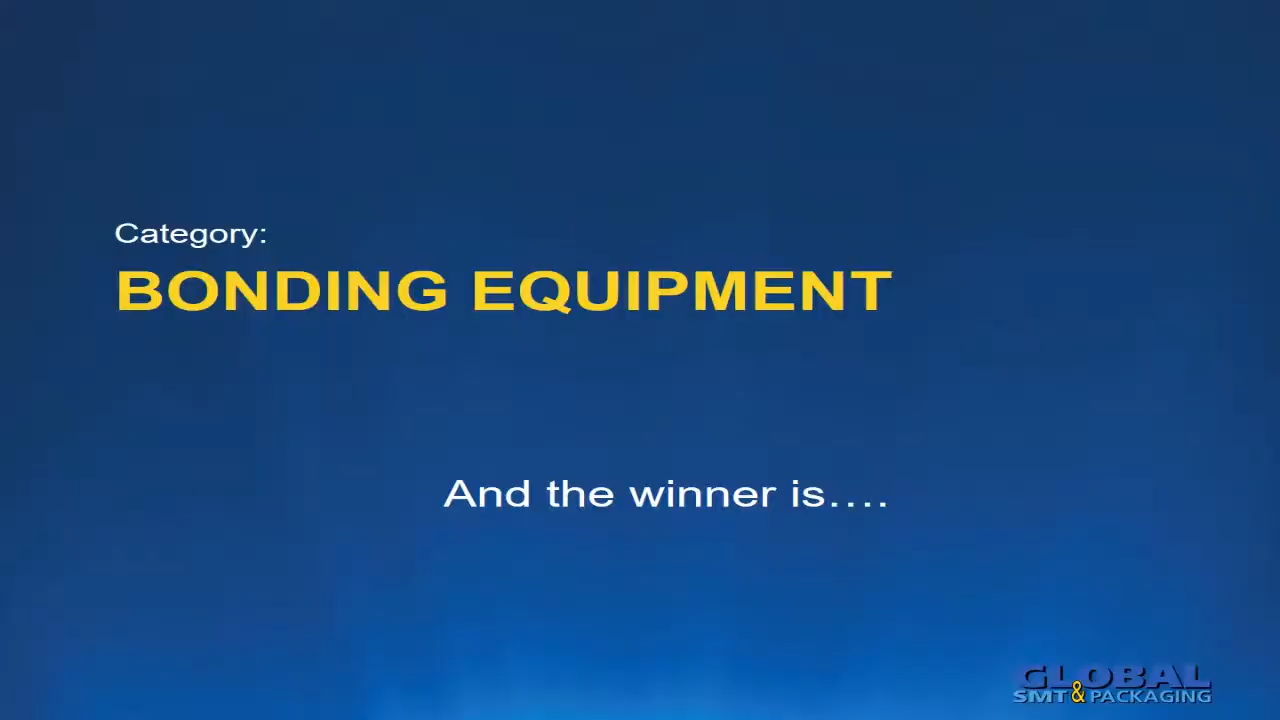 Category:
BONDING EQUIPMENT
And the winner is….
GLOBAL
SMT & PACKAGING